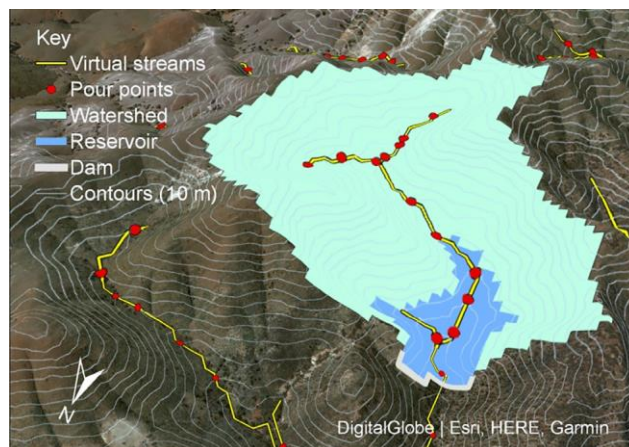 Key
Virtual streams
Pour points
Watershed
Reservoir
Dam
Contours (10 m)
N
DigitalGlobe | Esri, HERE, Garmin